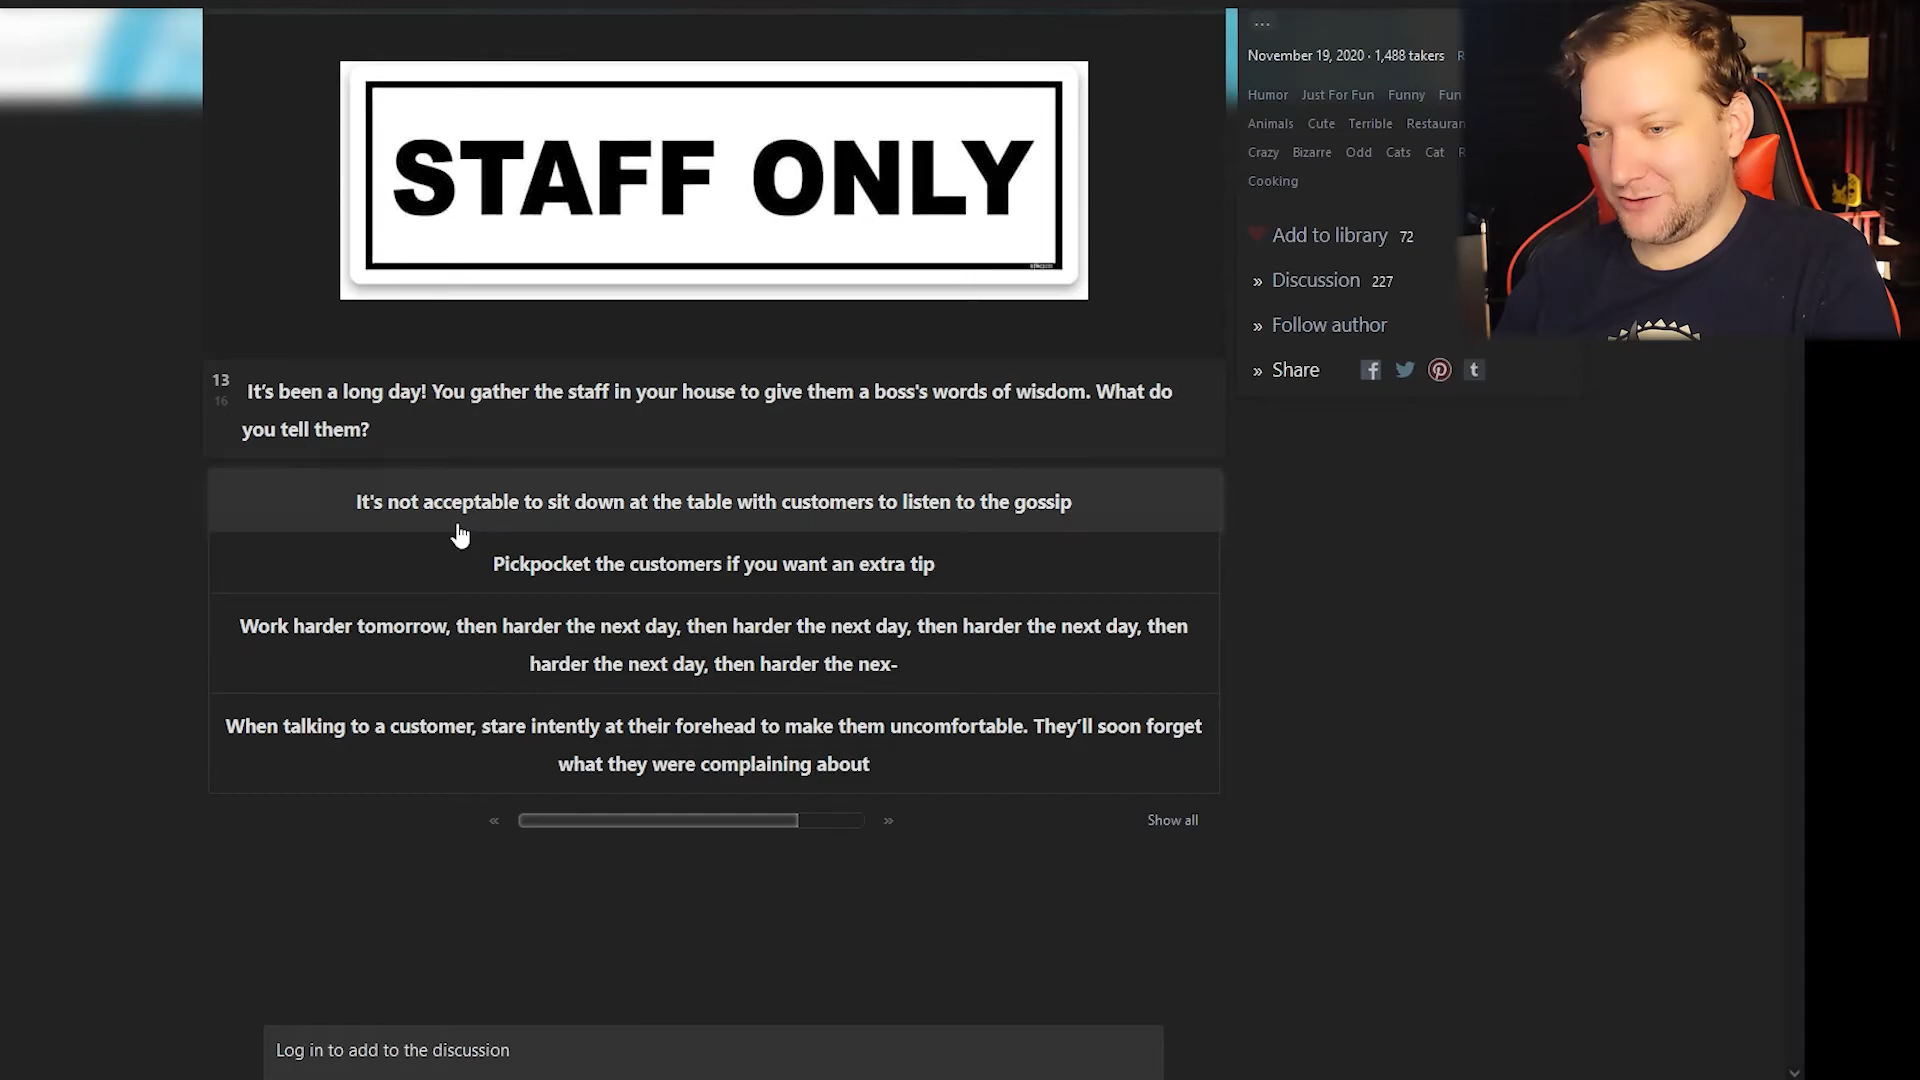 STAFF ONLY
13
16
It's been a long day! You gather the staff in your house to give them a boss's words of wisdom. What do
you tell them?
It's not acceptable to sit down at the table with customers to listen to the gossip
Pickpocket the customers if you want an extra tip
Work harder tomorrow, then harder the next day, then harder the next day, then harder the next day, then
harder the next day, then harder the nex-
When talking to a customer, stare intently at their forehead to make them uncomfortable. They’ll soon forget
what they were complaining about
« »
Show all
Log in to add to the discussion
...
November 19, 2020 · 1,488 takers R
Humor Just For Fun Funny Fun
Animals Cute Terrible Restauran
Crazy Bizarre Odd Cats Cat R
Cooking
Add to library 72
» Discussion 227
» Follow author
» Share